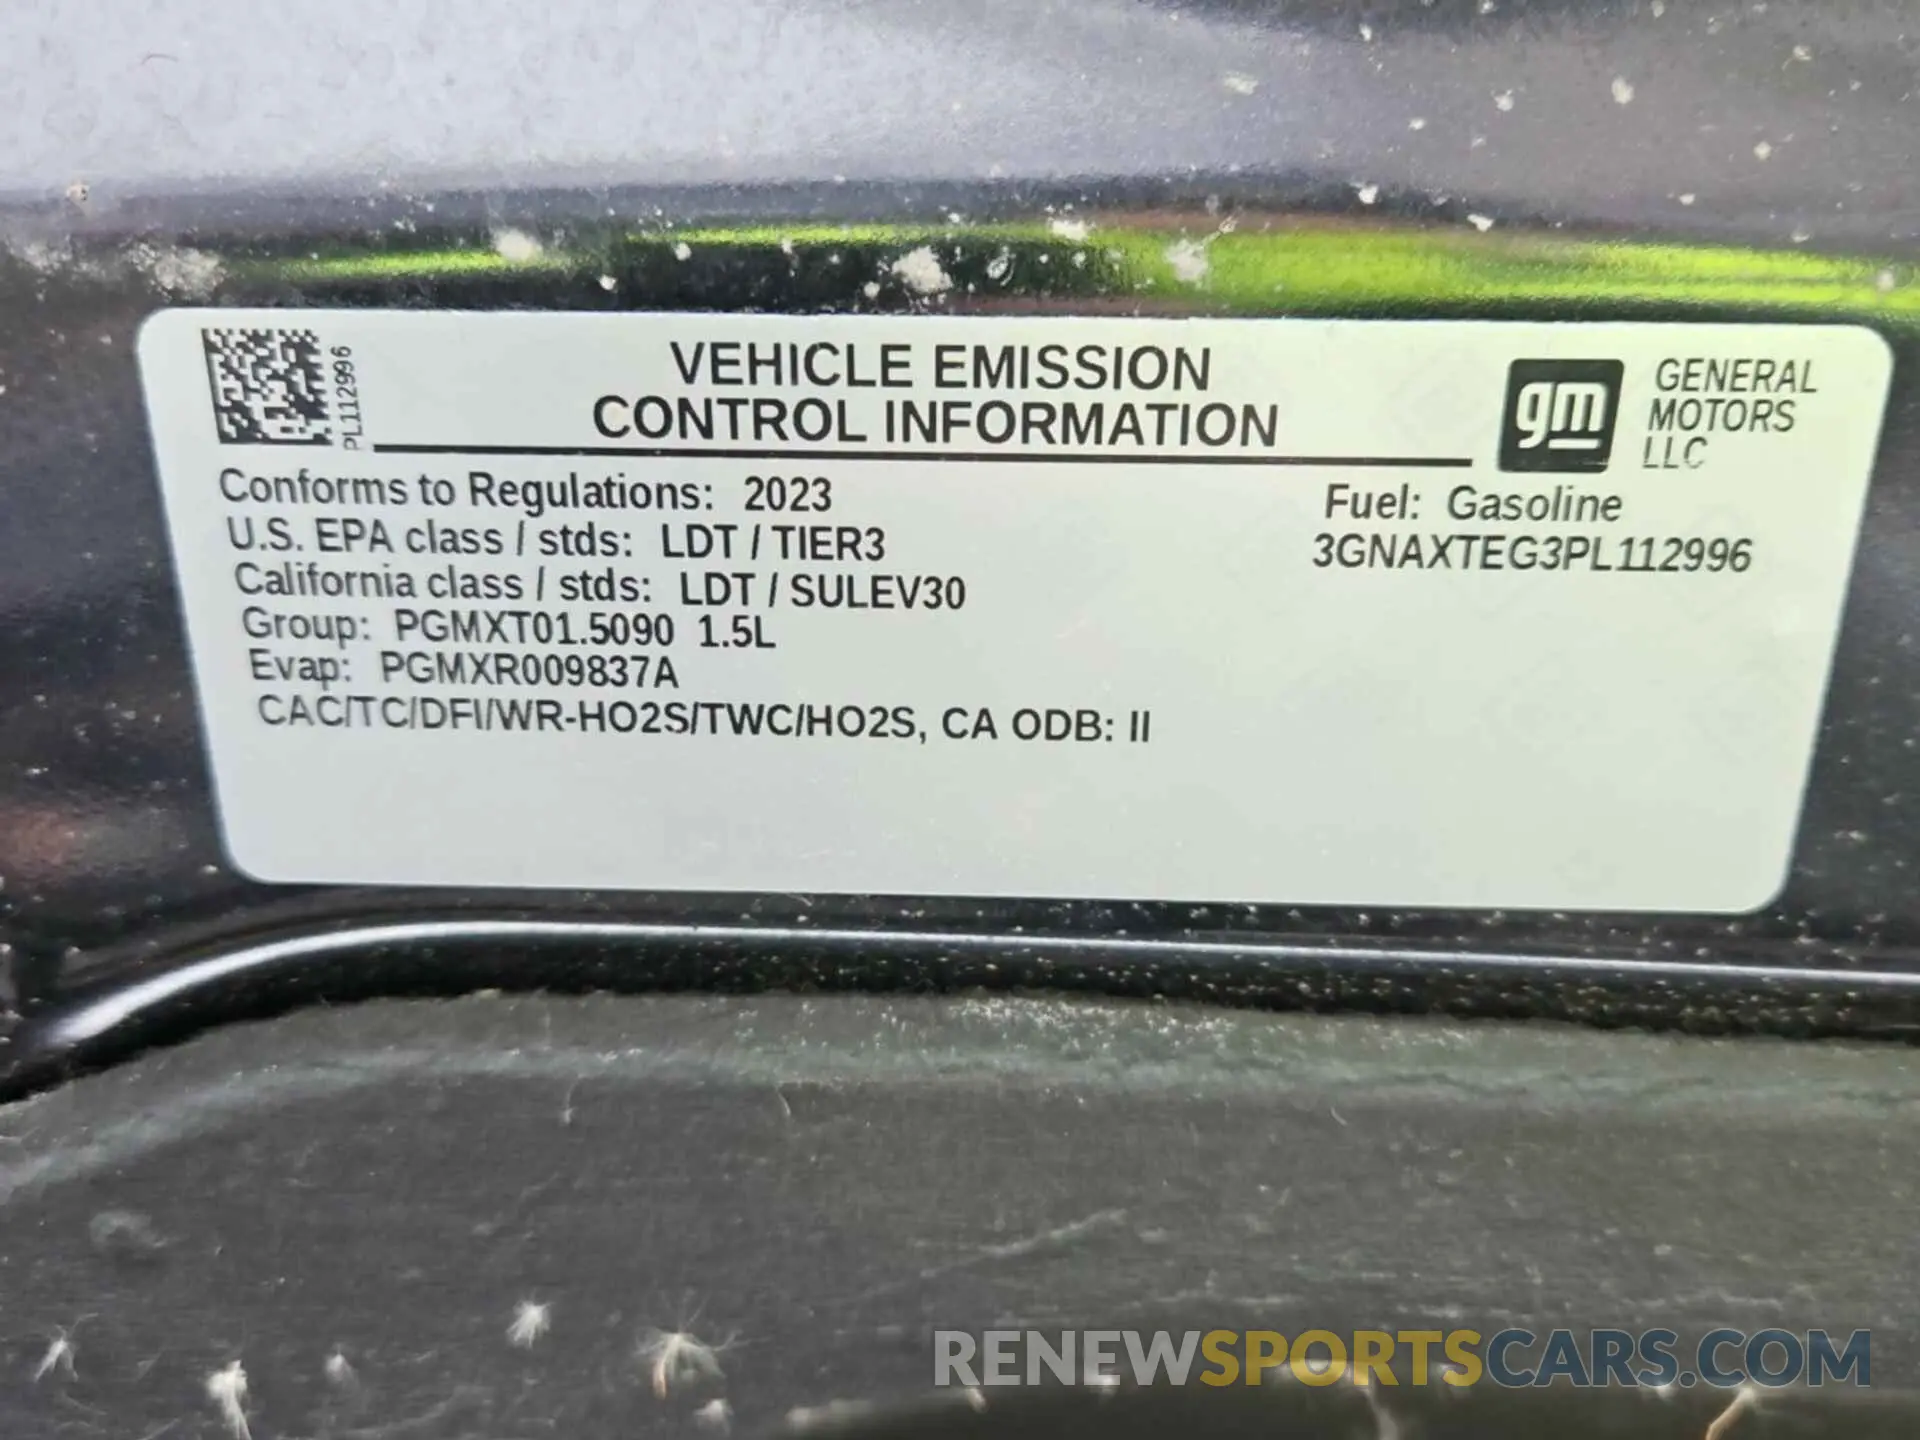 PL112996
VEHICLE EMISSION
CONTROL INFORMATION
gm
GENERAL
MOTORS
LLC
Conforms to Regulations: 2023
U.S. EPA class / stds: LDT / TIER3
California class / stds: LDT / SULEV30
Group: PGMXT01.5090 1.5L
Evap: PGMXR009837A
CAC/TC/DFI/WR-HO2S/TWC/HO2S, CA ODB: II
Fuel: Gasoline
3GNAXTEG3PL112996
RENEWSPORTSCARS.COM